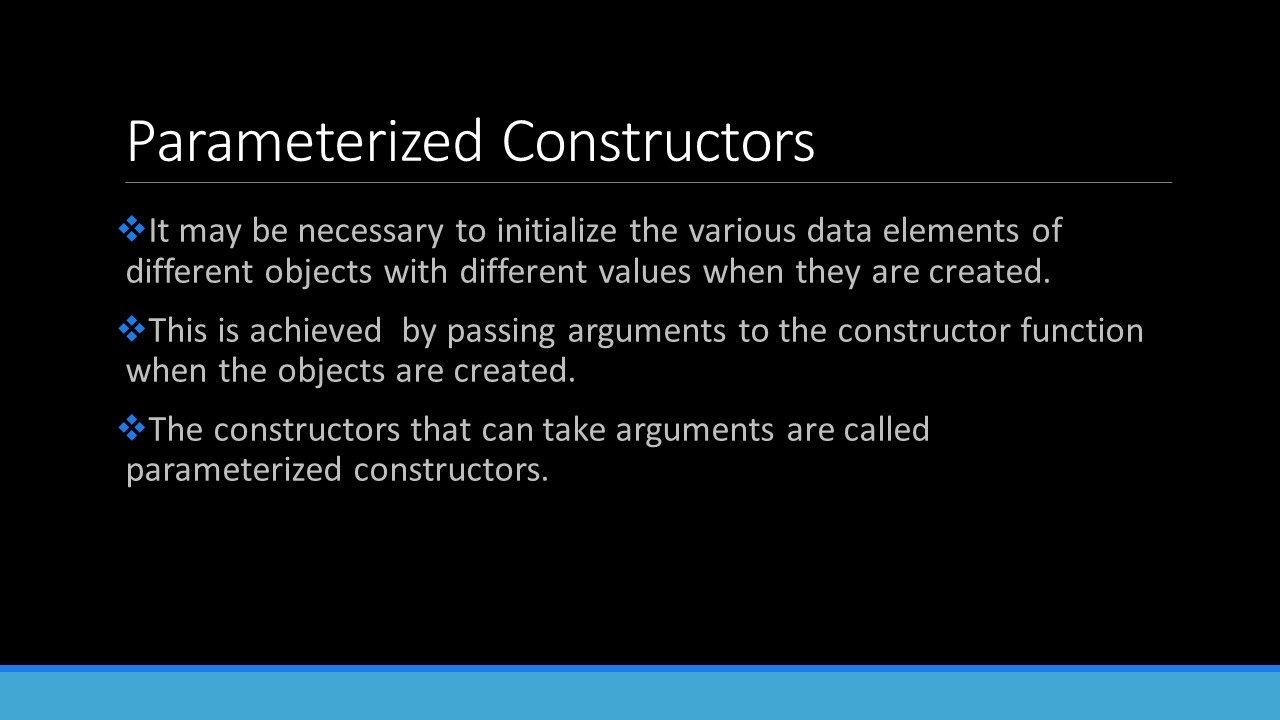 Parameterized Constructors
❖It may be necessary to initialize the various data elements of
different objects with different values when they are created.
❖This is achieved  by passing arguments to the constructor function
when the objects are created.
❖The constructors that can take arguments are called
parameterized constructors.